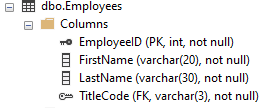 dbo.Employees
Columns
EmployeeID (PK, int, not null)
FirstName (varchar(20), not null)
LastName (varchar(30), not null)
TitleCode (FK, varchar(3), not null)